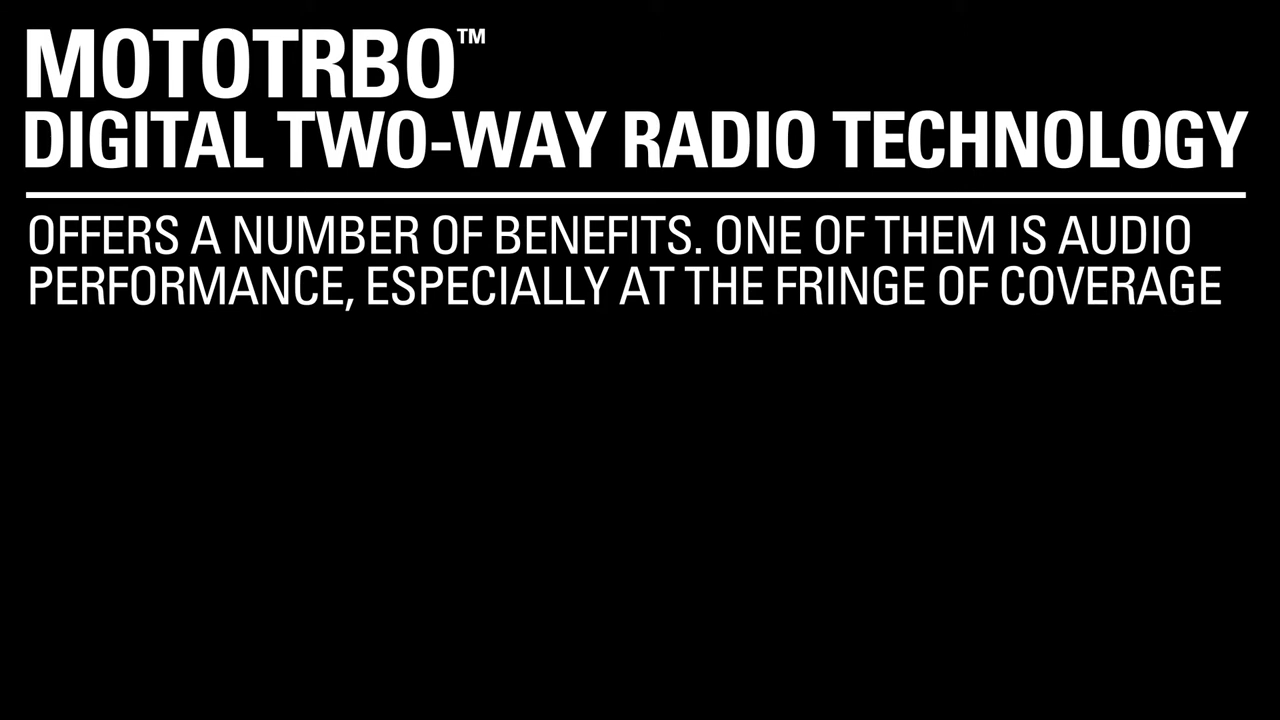 MOTOTRBO™
DIGITAL TWO-WAY RADIO TECHNOLOGY
OFFERS A NUMBER OF BENEFITS. ONE OF THEM IS AUDIO
PERFORMANCE, ESPECIALLY AT THE FRINGE OF COVERAGE